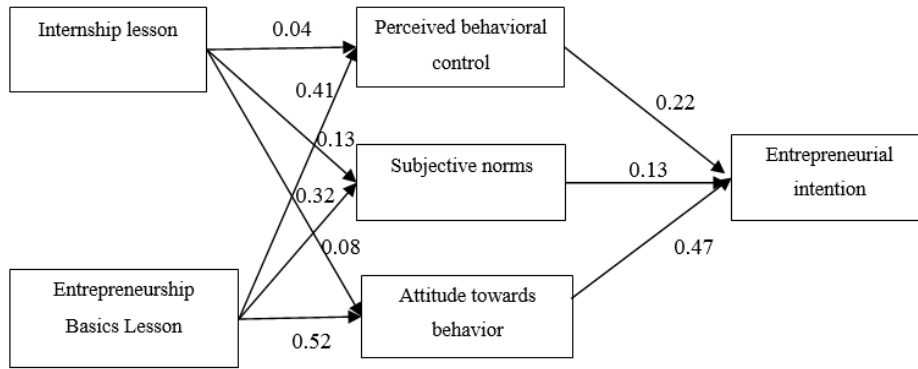 Internship lesson
0.04
Perceived behavioral
control
0.41
0.22
0.13
Subjective norms
0.13
Entrepreneurial
intention
0.32
0.08
0.47
Entrepreneurship
Basics Lesson
0.52
Attitude towards
behavior